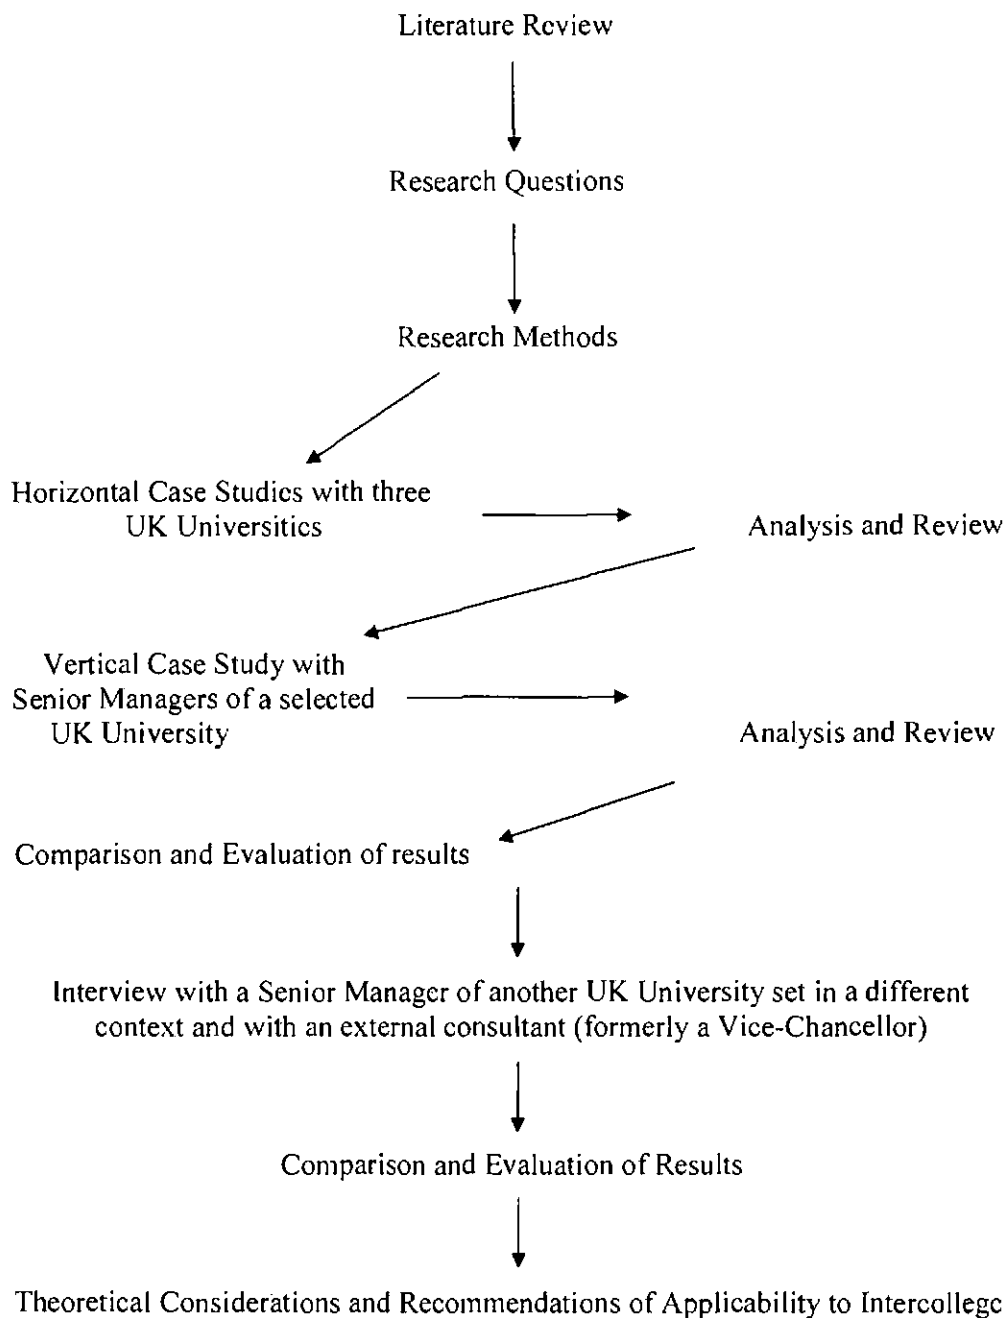 Literature Review
Research Questions
Research Methods
Horizontal Case Studies with three
UK Universities
Analysis and Review
Vertical Case Study with
Senior Managers of a selected
UK University
Analysis and Review
Comparison and Evaluation of results
Interview with a Senior Manager of another UK University set in a different
context and with an external consultant (formerly a Vice-Chancellor)
Comparison and Evaluation of Results
Theoretical Considerations and Recommendations of Applicability to Intercollege